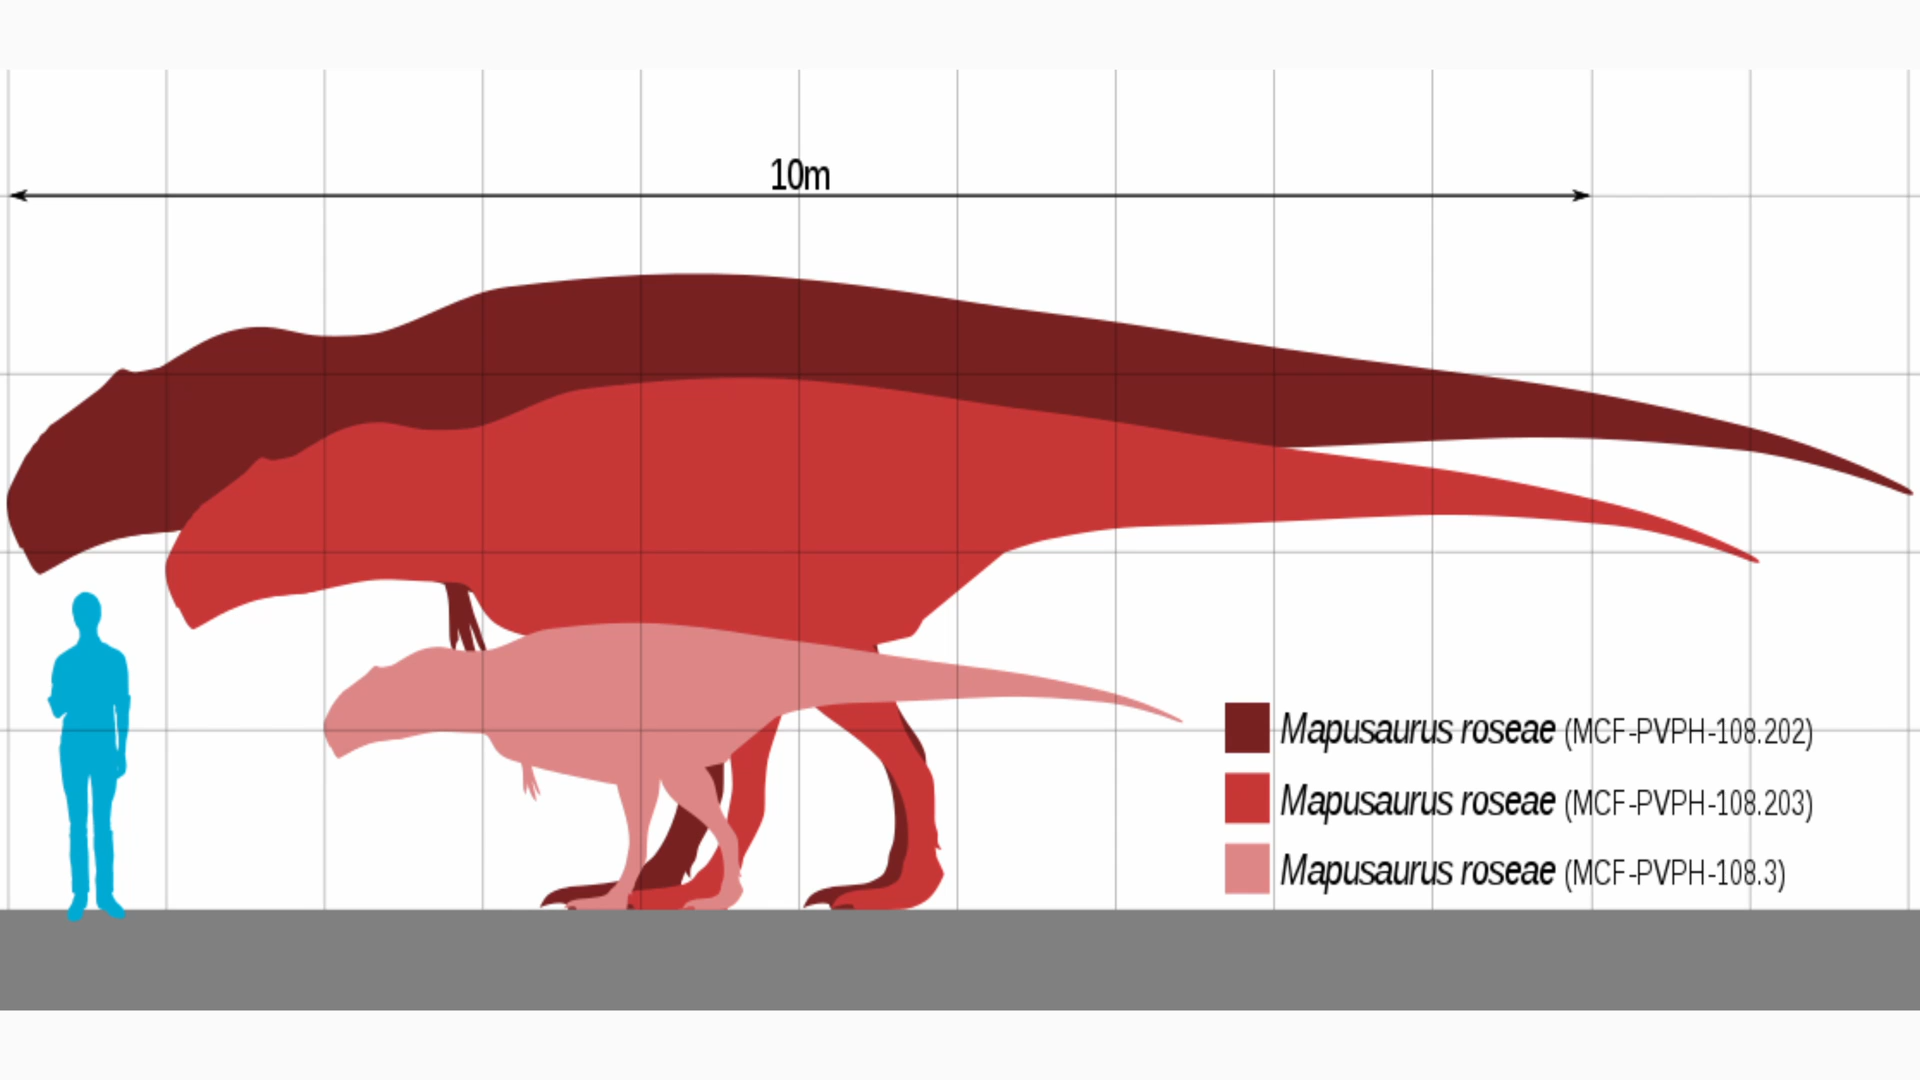 10m
Mapusaurus roseae (MCF-PVPH-108.202)
Mapusaurus roseae (MCF-PVPH-108.203)
Mapusaurus roseae (MCF-PVPH-108.3)